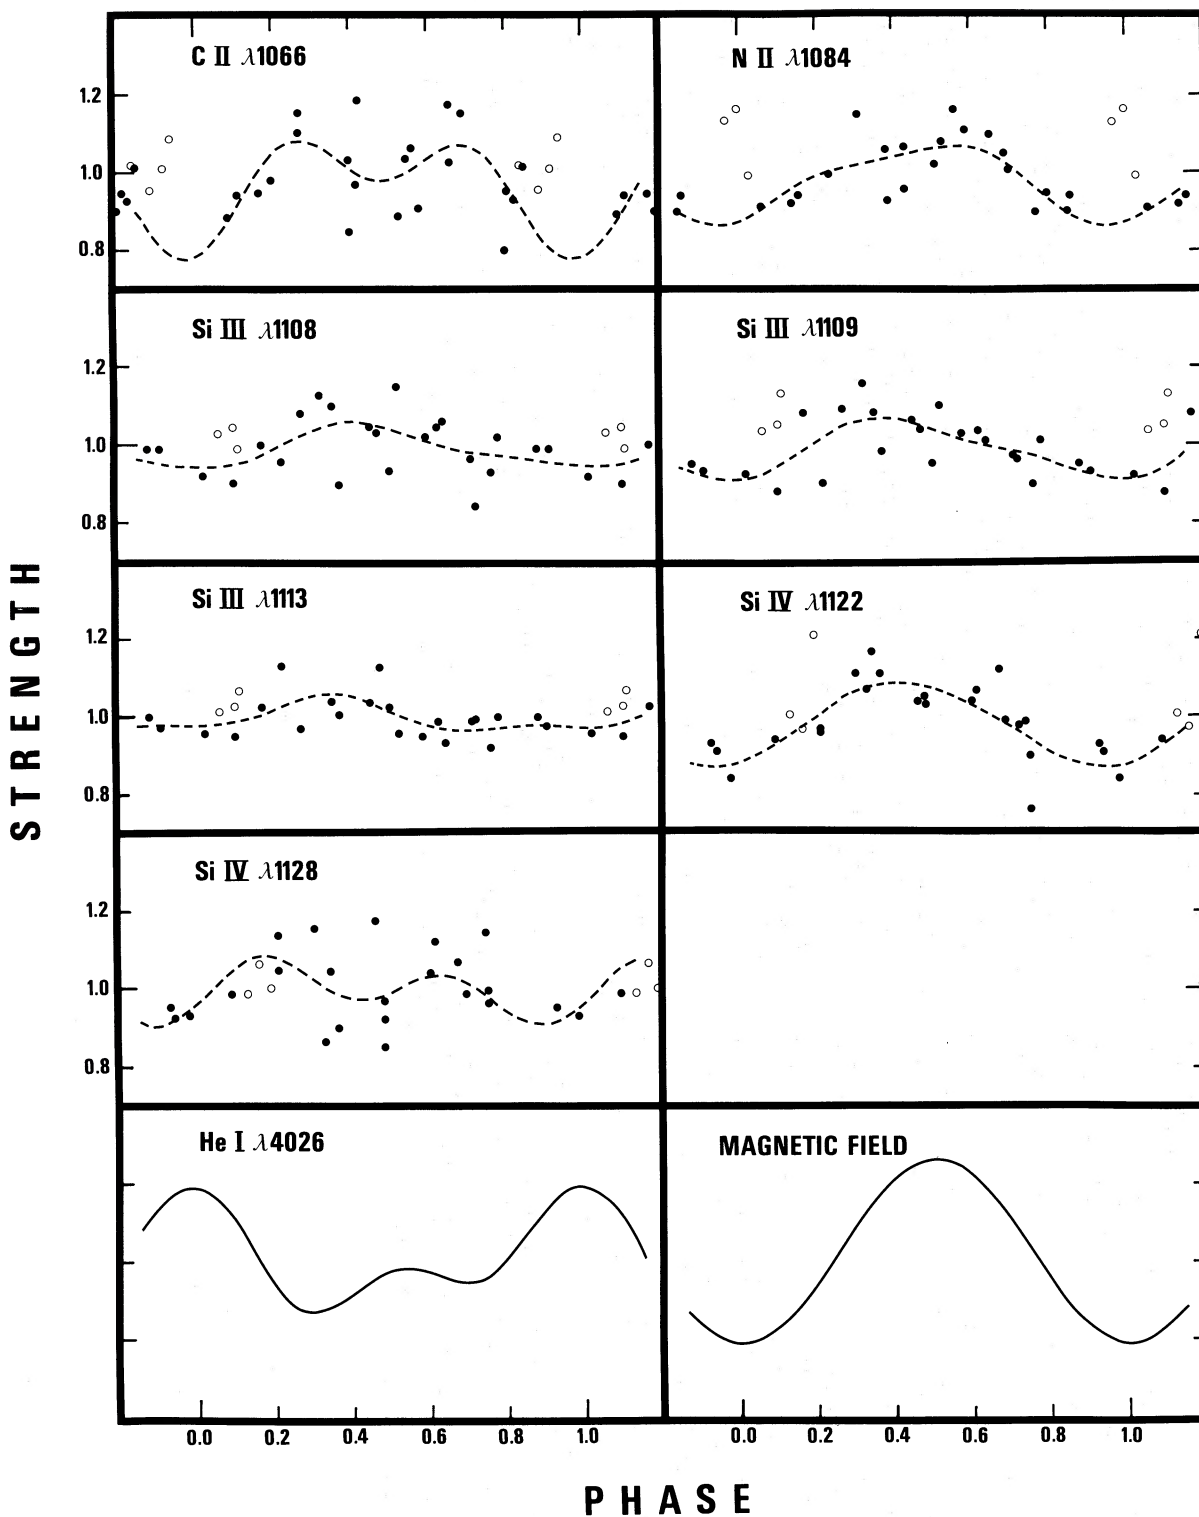 C II λ1066
N II λ1084
1.2
1.0
0.8
Si III λ1108
Si III λ1109
1.2
1.0
0.8
Si III λ1113
Si IV λ1122
1.2
1.0
0.8
Si IV λ1128
1.2
1.0
0.8
He I λ4026
MAGNETIC FIELD
0.0 0.2 0.4 0.6 0.8 1.0
0.0 0.2 0.4 0.6 0.8 1.0
STRENGTH
PHASE